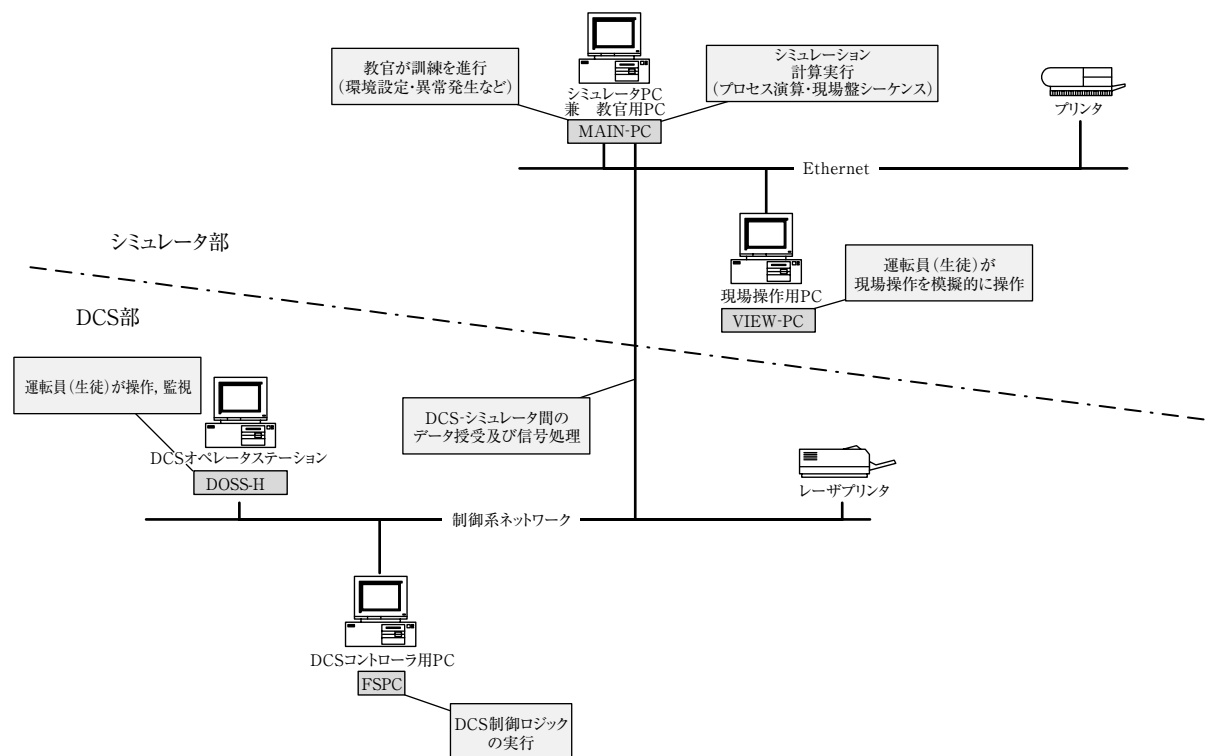 教官が訓練を進行
(環境設定・異常発生など)
シミュレーション
計算実行
(プロセス演算・現場盤シーケンス)
シミュレータPC
兼 教官用PC
MAIN-PC
プリンタ
Ethernet
シミュレータ部
現場操作用PC
VIEW-PC
運転員(生徒)が
現場操作を模擬的に操作
DCS部
運転員(生徒)が操作, 監視
DCSオペレータステーション
DOSS-H
DCS-シミュレータ間の
データ授受及び信号処理
レーザプリンタ
制御系ネットワーク
DCSコントローラ用PC
FSPC
DCS制御ロジック
の実行